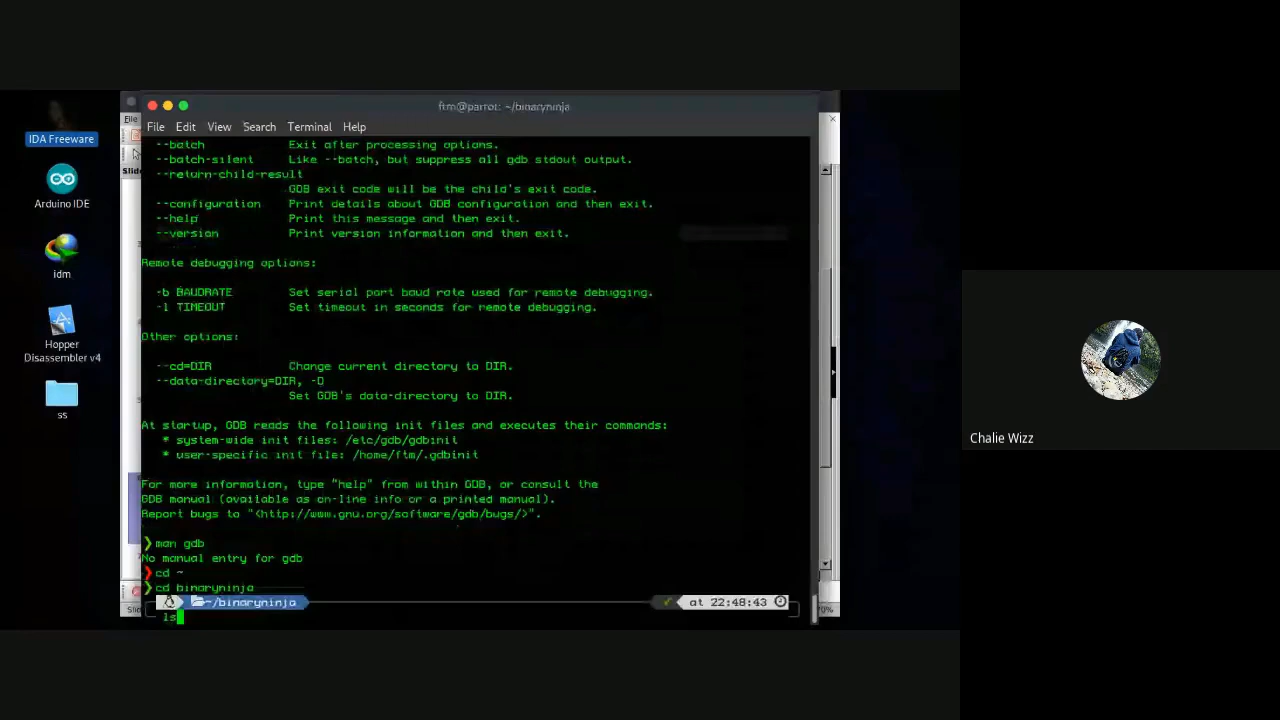 ftm@parrot: ~/binaryninja
File Edit View Search Terminal Help
--batch Exit after processing options.
--batch-silent Like --batch, but suppress all gdb stdout output.
--return-child-result
GDB exit code will be the child's exit code.
--configuration Print details about GDB configuration and then exit.
--help Print this message and then exit.
--version Print version information and then exit.
Remote debugging options:
-b BAUDRATE Set serial port baud rate used for remote debugging.
-l TIMEOUT Set timeout in seconds for remote debugging.
Other options:
--cd=DIR Change current directory to DIR.
--data-directory=DIR, -D
Set GDB's data-directory to DIR.
At startup, GDB reads the following init files and executes their commands:
* system-wide init files: /etc/gdb/gdbinit
* user-specific init file: /home/ftm/.gdbinit
For more information, type "help" from within GDB, or consult the
GDB manual (available as on-line info or a printed manual).
Report bugs to "<http://www.gnu.org/software/gdb/bugs/>".
❯ man gdb
No manual entry for gdb
❯ cd ~
❯ cd binaryninja
~/binaryninja ✓ at 22:48:43
ls
IDA Freeware
Arduino IDE
idm
Hopper
Disassembler v4
ss
File
Chalie Wizz